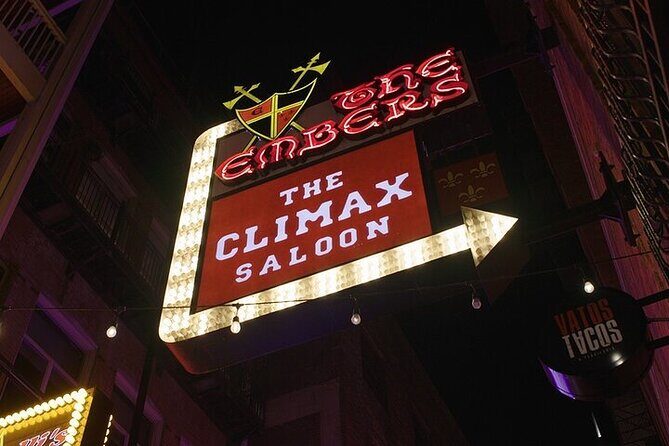 The
Embers
THE
CLIMAX
SALOON
VATOS
TACOS